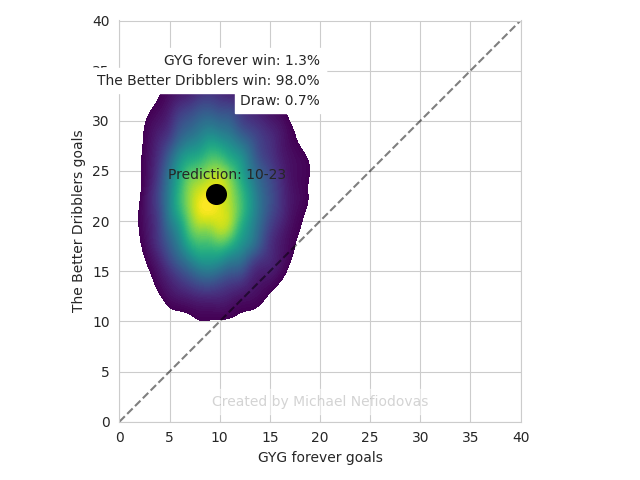 40
35
30
25
20
15
10
5
0
The Better Dribblers goals
GYG forever win: 1.3%
The Better Dribblers win: 98.0%
Draw: 0.7%
Prediction: 10-23
Created by Michael Nefiodovas
0 5 10 15 20 25 30 35 40
GYG forever goals